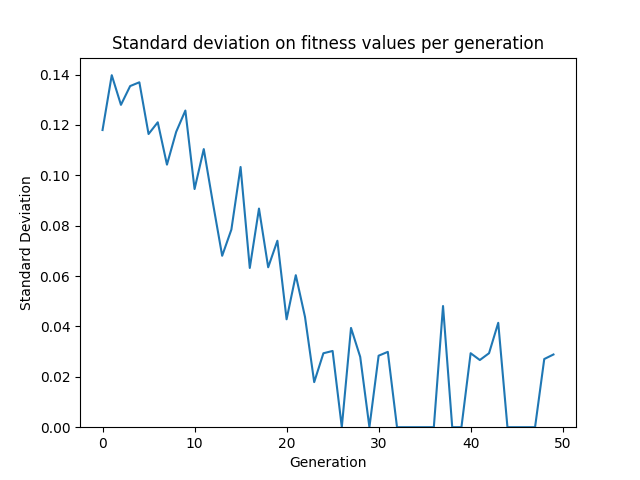 Standard deviation on fitness values per generation
0.14
0.12
0.10
0.08
0.06
0.04
0.02
0.00
Standard Deviation
0 10 20 30 40 50
Generation